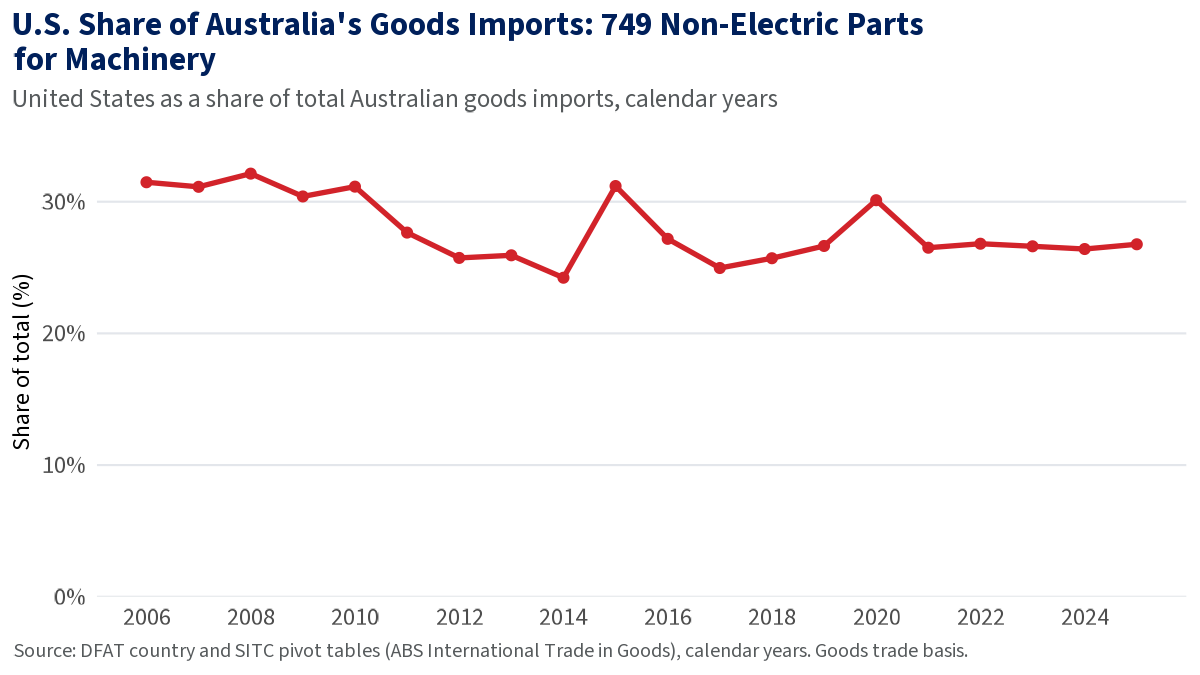 U.S. Share of Australia's Goods Imports: 749 Non-Electric Parts
for Machinery
United States as a share of total Australian goods imports, calendar years
Share of total (%)
30%
20%
10%
0%
2006 2008 2010 2012 2014 2016 2018 2020 2022 2024
Source: DFAT country and SITC pivot tables (ABS International Trade in Goods), calendar years. Goods trade basis.